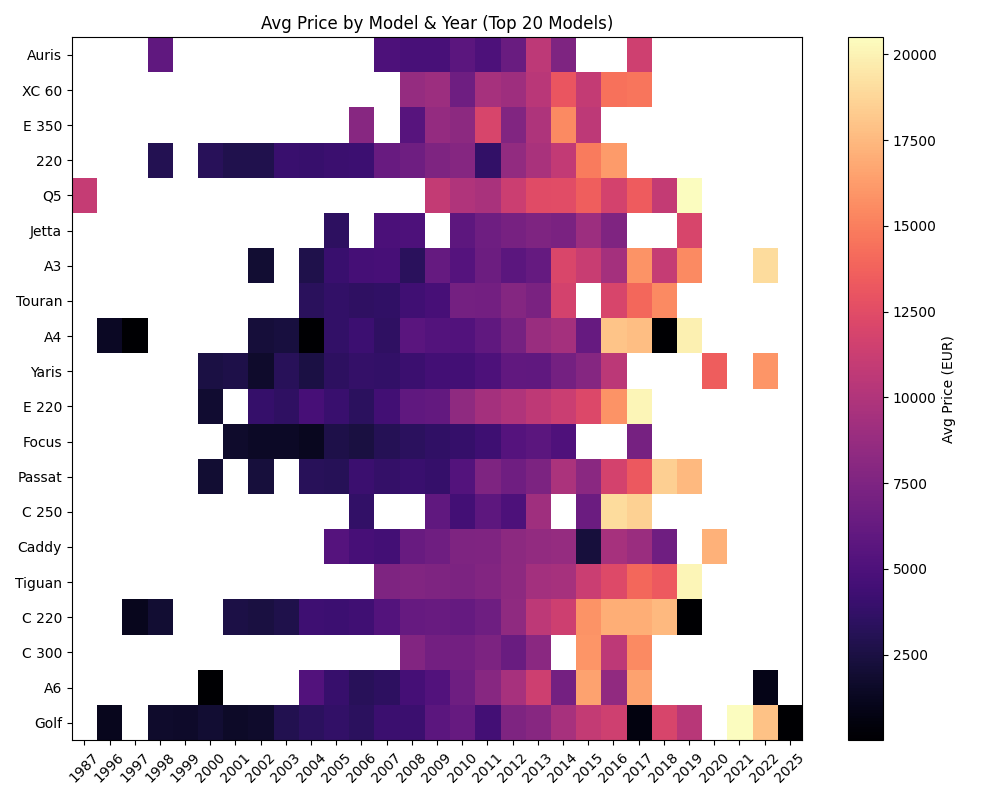 Avg Price by Model & Year (Top 20 Models)
Auris
XC 60
E 350
220
Q5
Jetta
A3
Touran
A4
Yaris
E 220
Focus
Passat
C 250
Caddy
Tiguan
C 220
C 300
A6
Golf
1987 1996 1997 1998 1999 2000 2001 2002 2003 2004 2005 2006 2007 2008 2009 2010 2011 2012 2013 2014 2015 2016 2017 2018 2019 2020 2021 2022 2025
20000
17500
15000
12500
10000
7500
5000
2500
Avg Price (EUR)